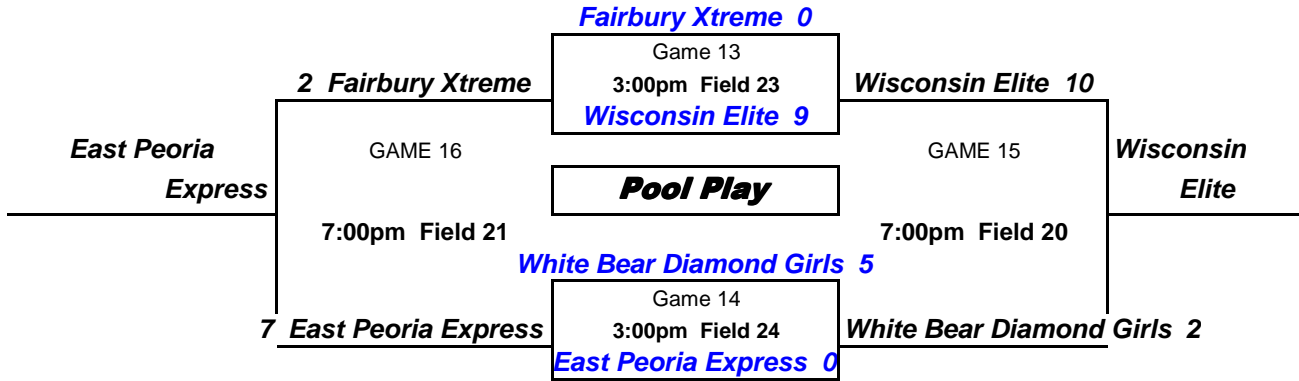 Fairbury Xtreme 0
Game 13
2 Fairbury Xtreme 3:00pm Field 23 Wisconsin Elite 10
Wisconsin Elite 9
East Peoria GAME 16 GAME 15 Wisconsin
Express Pool Play Elite
7:00pm Field 21 7:00pm Field 20
White Bear Diamond Girls 5
Game 14
7 East Peoria Express 3:00pm Field 24 White Bear Diamond Girls 2
East Peoria Express 0